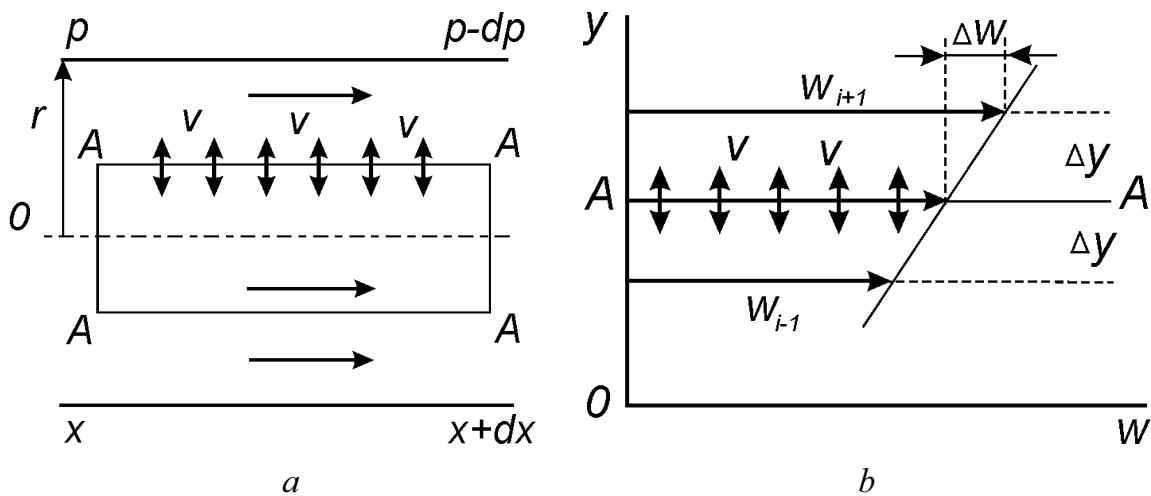 p p-dp
r
v v v
A A
0
A A
x x+dx
a
y Δw
w i+1
v v
Δy
A A
Δy
w i-1
0
w
b